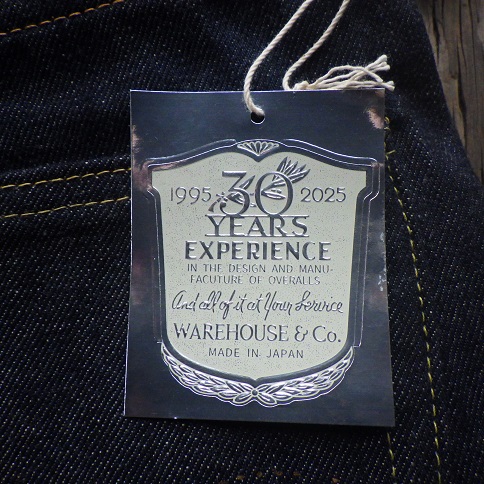 1995 30 2025
YEARS
EXPERIENCE
IN THE DESIGN AND MANU-
FACUTURE OF OVERALLS
And all of it at Your Service
WAREHOUSE & Co.
MADE IN JAPAN